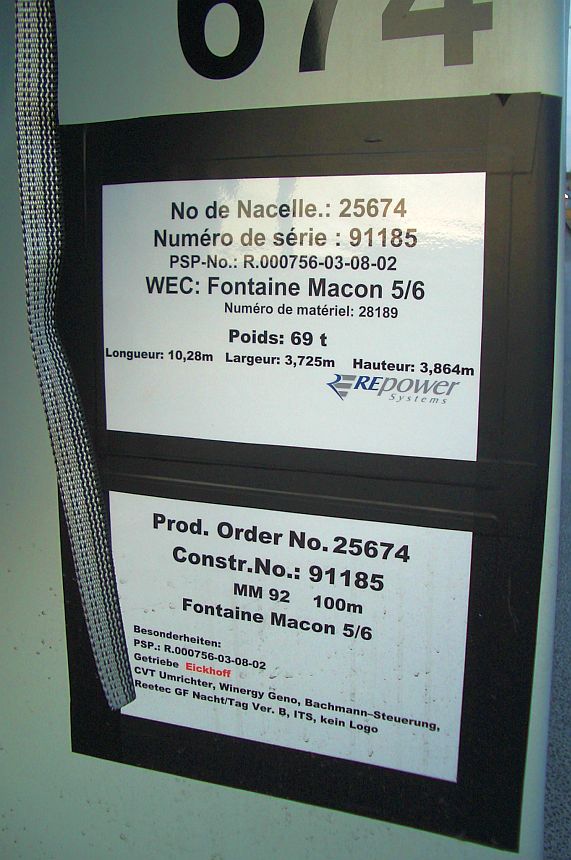 674
No de Nacelle.: 25674
Numéro de série : 91185
PSP-No.: R.000756-03-08-02
WEC: Fontaine Macon 5/6
Numéro de matériel: 28189
Poids: 69 t
Longueur: 10,28m Largeur: 3,725m Hauteur: 3,864m
REpower
Systems
Prod. Order No. 25674
Constr.No.: 91185
MM 92 100m
Fontaine Macon 5/6
Besonderheiten:
PSP.: R.000756-03-08-02
Getriebe Eickhoff
CVT Umrichter, Winergy Geno, Bachmann-Steuerung,
Reetec GF Nacht/Tag Ver. B, ITS, kein Logo